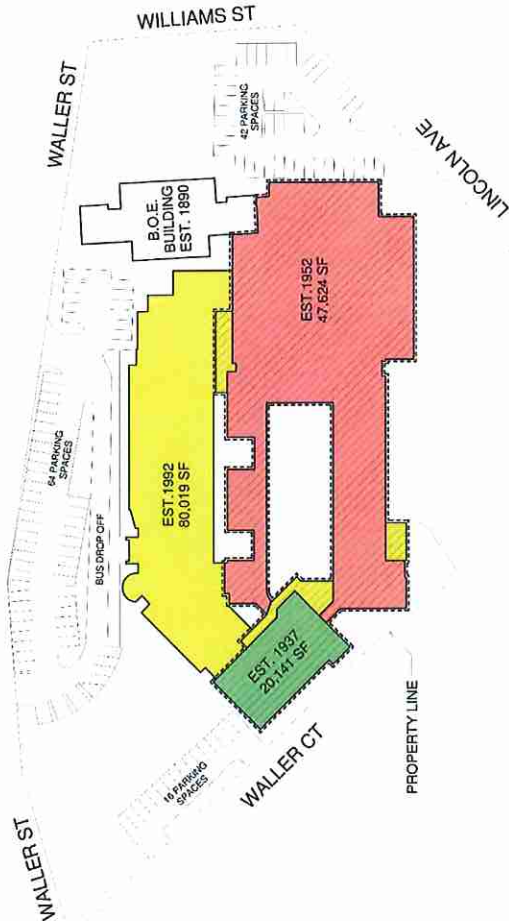 WILLIAMS ST
WALLER ST
42 PARKING
SPACES
LINCOLN AVE
B.O.E.
BUILDING
EST. 1890
EST.1952
47,624 SF
64 PARKING
SPACES
BUS DROP OFF
EST.1992
80,019 SF
EST. 1937
20,141 SF
16 PARKING
SPACES
WALLER CT
PROPERTY LINE
WALLER ST